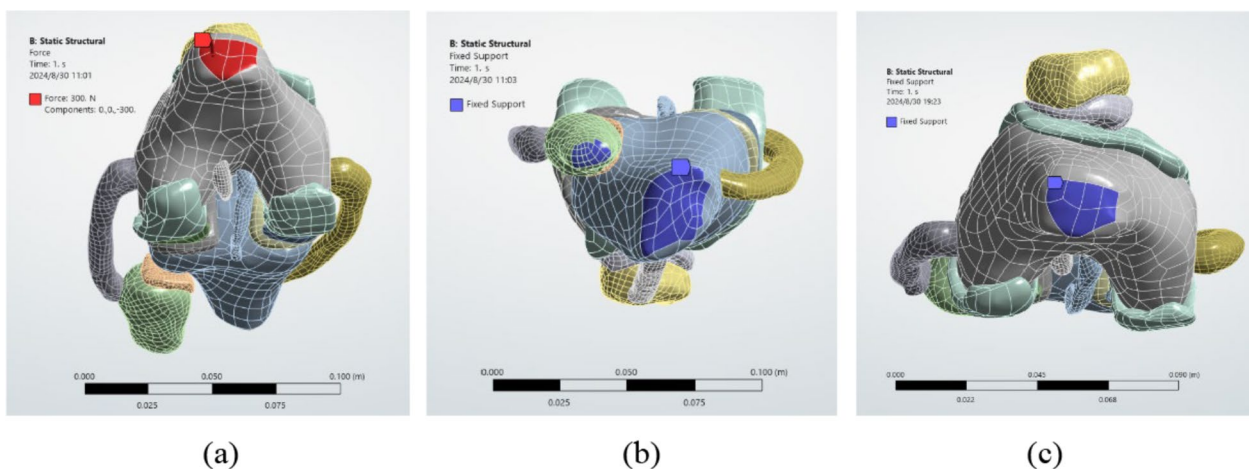 B: Static Structural
Force
Time: 1. s
2024/8/30 11:01
Force: 300. N
Components: 0.,0.,-300.
0.000 0.050 0.100 (m)
0.025 0.075
(a)
B: Static Structural
Fixed Support
Time: 1. s
2024/8/30 11:03
Fixed Support
0.000 0.050 0.100 (m)
0.025 0.075
(b)
B: Static Structural
Fixed Support
Time: 1. s
2024/8/30 19:23
Fixed Support
0.000 0.045 0.090 (m)
0.022 0.068
(c)